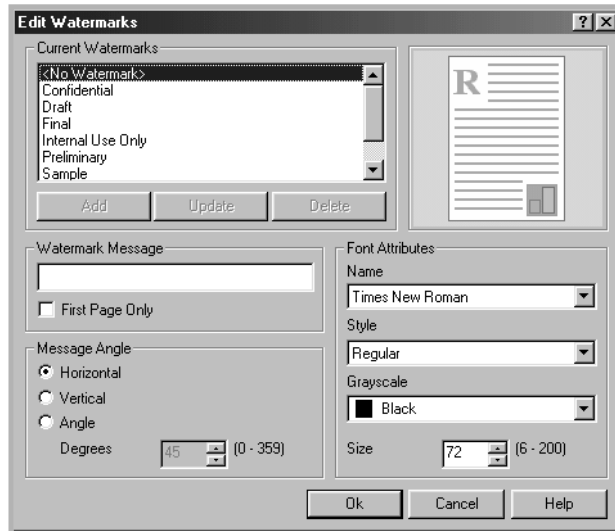 Edit Watermarks
Current Watermarks
<No Watermark>
Confidential
Draft
Final
Internal Use Only
Preliminary
Sample
Add Update Delete
R
Watermark Message
First Page Only
Message Angle
Horizontal
Vertical
Angle
Degrees 45 (0 - 359)
Font Attributes
Name
Times New Roman
Style
Regular
Grayscale
Black
Size 72 (6 - 200)
Ok Cancel Help